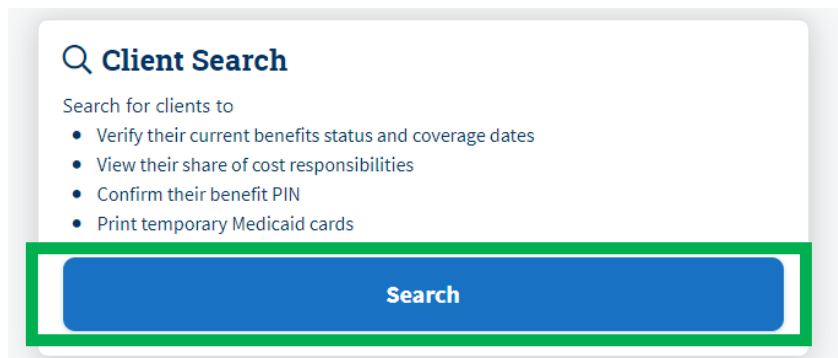 Client Search
Search for clients to
• Verify their current benefits status and coverage dates
• View their share of cost responsibilities
• Confirm their benefit PIN
• Print temporary Medicaid cards
Search